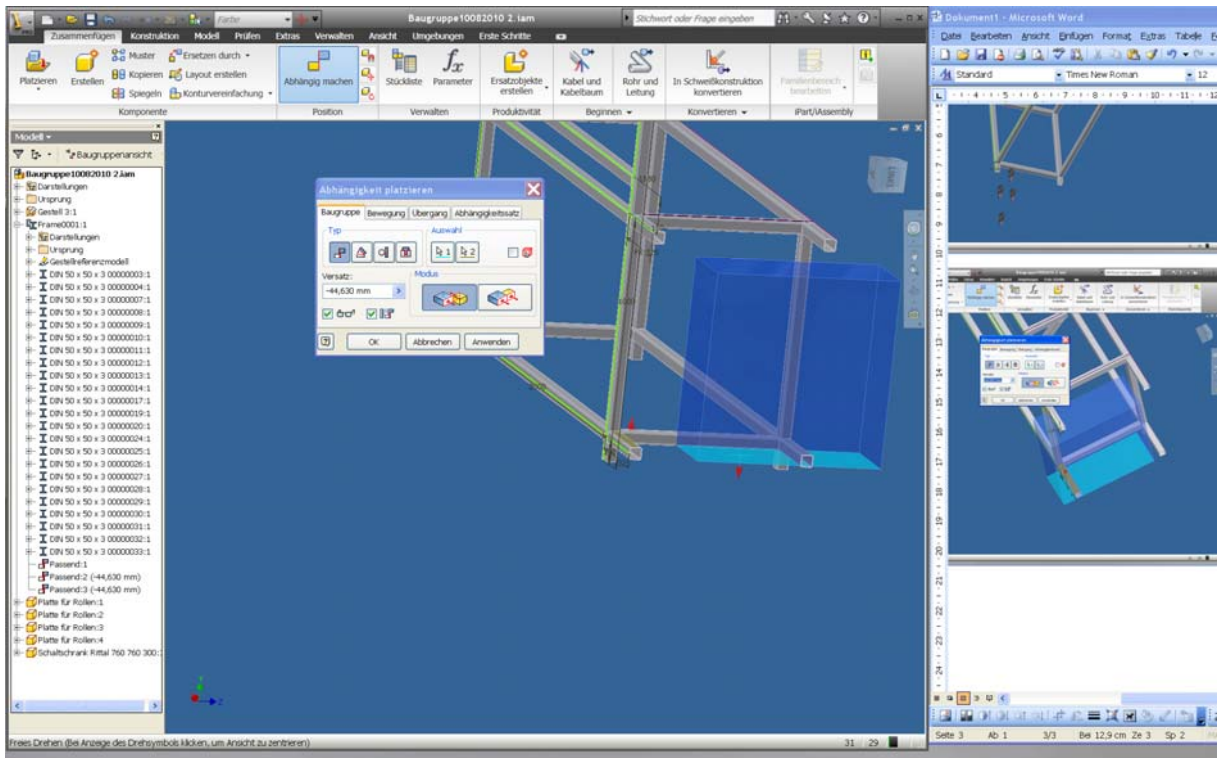 Farbe
Baugruppe10082010 2.iam
Stichwort oder Frage eingeben
Zusammenfügen Konstruktion Modell Prüfen Extras Verwalten Ansicht Umgebungen Erste Schritte
Platzieren
Erstellen
Muster
Kopieren
Spiegeln
Ersetzen durch
Layout erstellen
Konturvereinfachung
Abhängig machen
Stückliste
Parameter
Ersatzobjekte erstellen
Kabel und Kabelbaum
Rohr und Leitung
In Schweißkonstruktion konvertieren
Familienbereich bearbeiten
Komponente
Position
Verwalten
Produktivität
Beginnen
Konvertieren
iPart/iAssembly
Modell
Baugruppenansicht
Baugruppe10082010 2.iam
Darstellungen
Ursprung
Gestell 3:1
Frame0001:1
Darstellungen
Ursprung
Gestellreferenzmodell
DIN 50 x 50 x 3 00000003:1
DIN 50 x 50 x 3 00000004:1
DIN 50 x 50 x 3 00000007:1
DIN 50 x 50 x 3 00000008:1
DIN 50 x 50 x 3 00000009:1
DIN 50 x 50 x 3 00000010:1
DIN 50 x 50 x 3 00000011:1
DIN 50 x 50 x 3 00000012:1
DIN 50 x 50 x 3 00000013:1
DIN 50 x 50 x 3 00000014:1
DIN 50 x 50 x 3 00000017:1
DIN 50 x 50 x 3 00000019:1
DIN 50 x 50 x 3 00000020:1
DIN 50 x 50 x 3 00000024:1
DIN 50 x 50 x 3 00000025:1
DIN 50 x 50 x 3 00000026:1
DIN 50 x 50 x 3 00000027:1
DIN 50 x 50 x 3 00000028:1
DIN 50 x 50 x 3 00000029:1
DIN 50 x 50 x 3 00000030:1
DIN 50 x 50 x 3 00000031:1
DIN 50 x 50 x 3 00000032:1
DIN 50 x 50 x 3 00000033:1
Passend:1
Passend:2 (-44,630 mm)
Passend:3 (-44,630 mm)
Platte für Rollen:1
Platte für Rollen:2
Platte für Rollen:3
Platte für Rollen:4
Schaltschrank Rittal 760 760 300:
Abhängigkeit platzieren
Baugruppe Bewegung Übergang Abhängigkeitssatz
Typ
Auswahl
1 2
Versatz:
Modus
-44,630 mm
OK
Abbrechen
Anwenden
LINKS
Y
Z
Freies Drehen (Bei Anzeige des Drehsymbols klicken, um Ansicht zu zentrieren)
31 29
Dokument1 - Microsoft Word
Datei Bearbeiten Ansicht Einfügen Format Extras Tabelle
Standard
Times New Roman
12
Seite 3 Ab 1 3/3 Bei 12,9 cm Ze 3 Sp 2